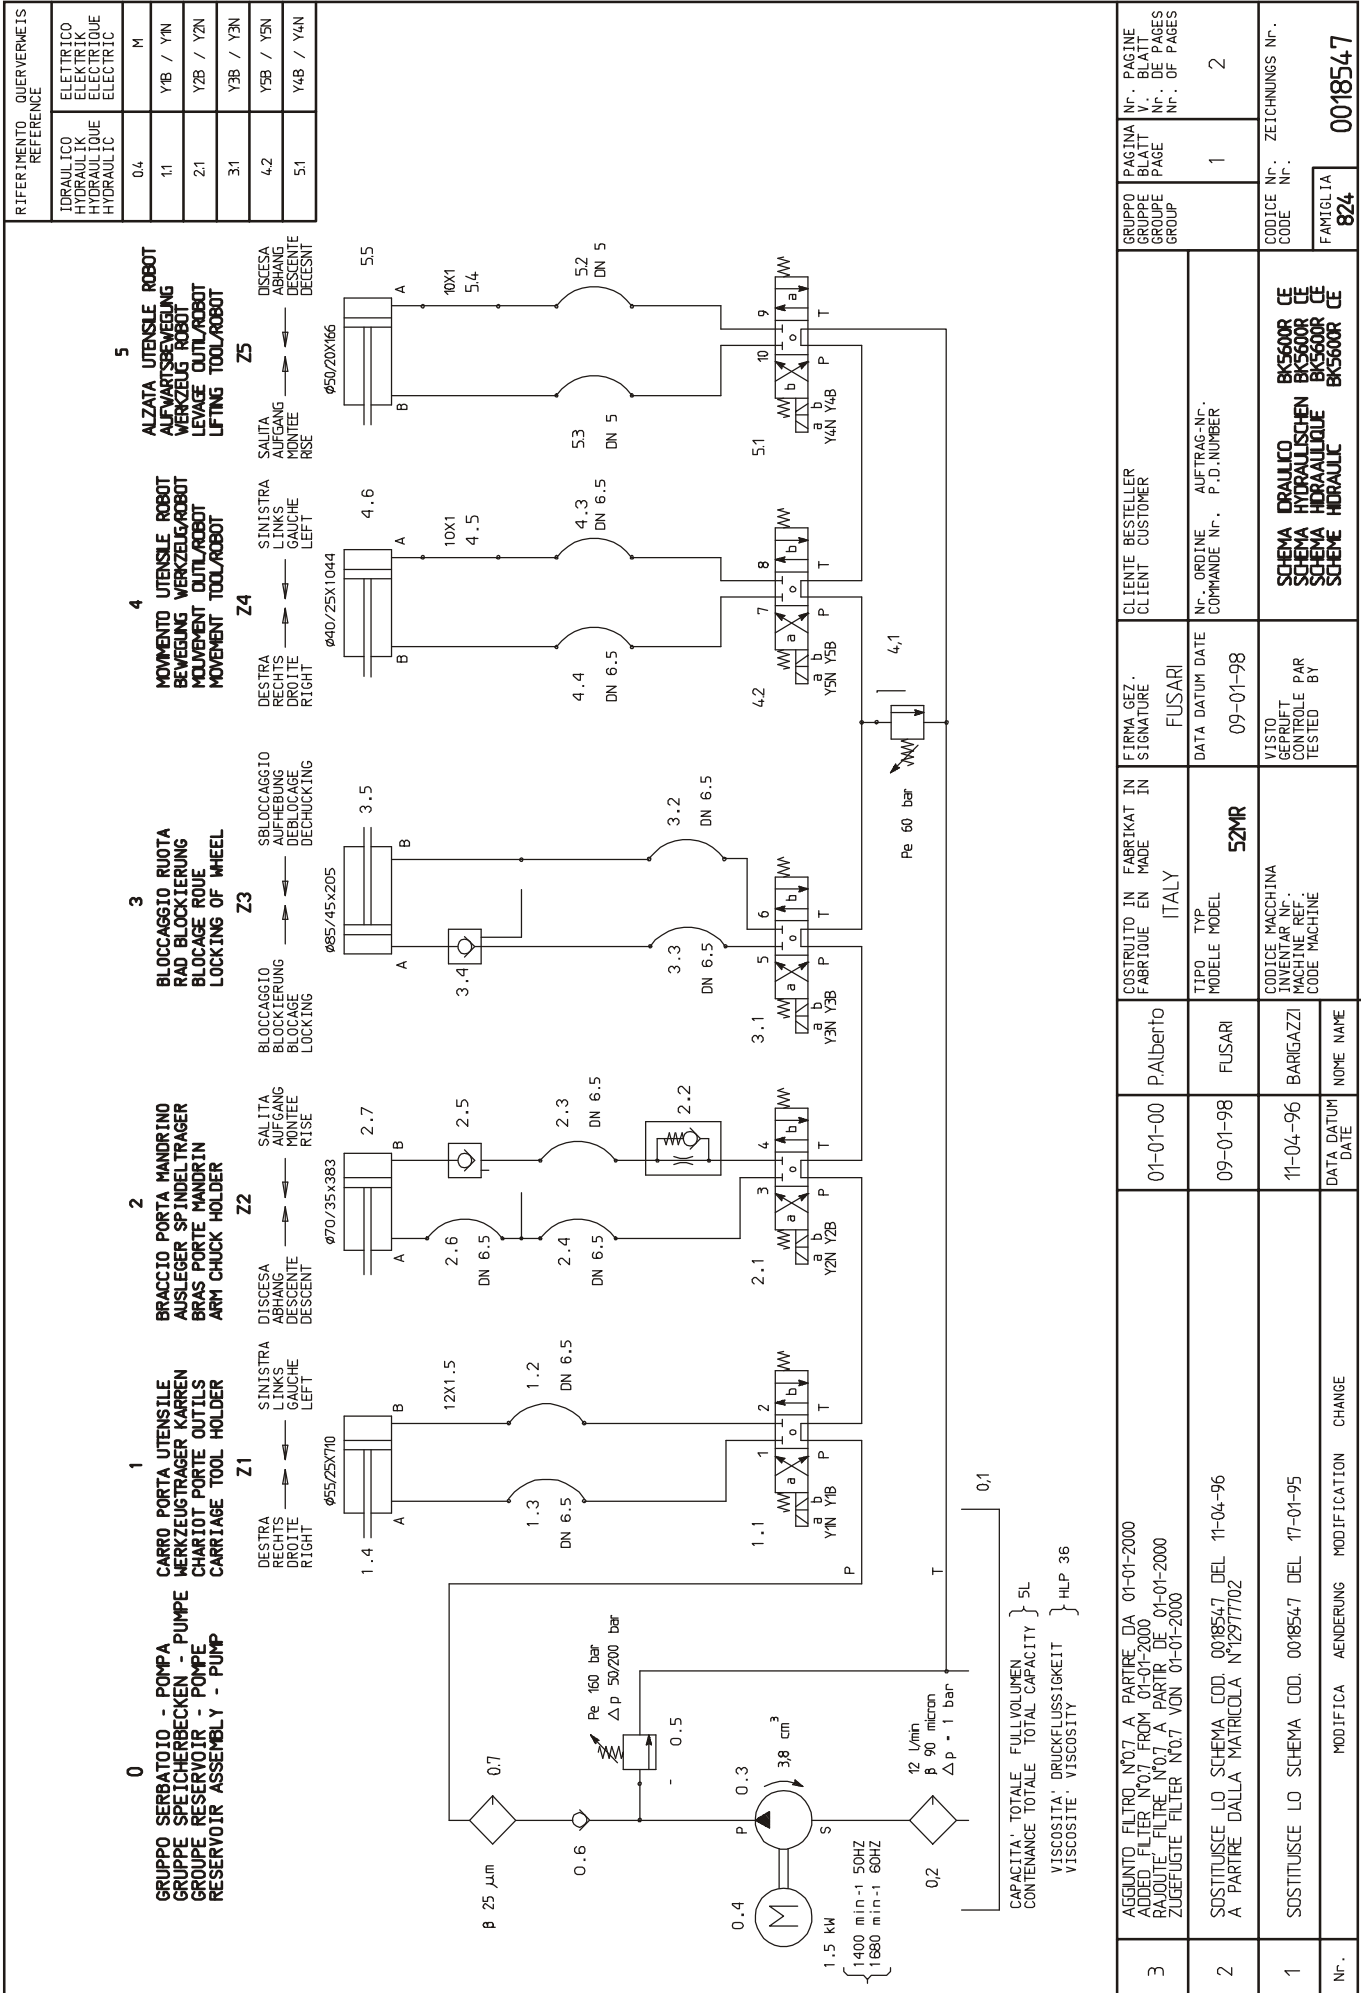 RIFERIMENTO QUERVERWEIS
REFERENCE
IDRAULICO
HYDRAULIK
HYDRAULIQUE
HYDRAULIC
ELETTRICO
ELEKTRIK
ELECTRIQUE
ELECTRIC
0.4 M
1.1 Y1B / Y1N
2.1 Y2B / Y2N
3.1 Y3B / Y3N
4.2 Y5B / Y5N
5.1 Y4B / Y4N
0
GRUPPO SERBATOIO - POMPA
GRUPPE SPEICHERBECKEN - PUMPE
GROUPE RESERVOIR - POMPE
RESERVOIR ASSEMBLY - PUMP
1
CARRO PORTA UTENSILE
WERKZEUGTRAGER KARREN
CHARIOT PORTE OUTILS
CARRIAGE TOOL HOLDER
Z1
DESTRA
RECHTS
DROITE
RIGHT
SINISTRA
LINKS
GAUCHE
LEFT
2
BRACCIO PORTA MANDRINO
AUSLEGER SPINDELTRAGER
BRAS PORTE MANDRIN
ARM CHUCK HOLDER
Z2
DISCESA
ABHANG
DESCENTE
DESCENT
SALITA
AUFGANG
MONTEE
RISE
3
BLOCCAGGIO RUOTA
RAD BLOCKIERUNG
BLOCAGE ROUE
LOCKING OF WHEEL
Z3
BLOCCAGGIO
BLOCKIERUNG
BLOCAGE
LOCKING
SBLOCCAGGIO
AUFHEBUNG
DEBLOCAGE
DECHUCKING
4
MOVIMENTO UTENSILE ROBOT
BEWEGUNG WERKZEUG/ROBOT
MOUVEMENT OUTIL/ROBOT
MOVEMENT TOOL/ROBOT
Z4
DESTRA
RECHTS
DROITE
RIGHT
SINISTRA
LINKS
GAUCHE
LEFT
5
ALZATA UTENSILE ROBOT
AUFWARTSBEWEGUNG
WERKZEUG ROBOT
LEVAGE OUTIL/ROBOT
LIFTING TOOL/ROBOT
Z5
SALITA
AUFGANG
MONTEE
RISE
DISCESA
ABHANG
DESCENTE
DECESNT
1.4
ø55/25X710
A
B
12X1.5
1.3
DN 6.5
1.2
DN 6.5
1.1
1
2
a
o
b
P
T
a b
Y1N Y1B
ø70/35x383
2.7
A
B
2.6
DN 6.5
2.5
2.4
DN 6.5
2.3
DN 6.5
2.2
2.1
3
4
a
o
b
P
T
a b
Y2N Y2B
ø85/45x205
3.5
A
B
3.4
3.3
DN 6.5
3.2
DN 6.5
3.1
5
6
a
o
b
P
T
a b
Y3N Y3B
ø40/25X1044
4.6
B
A
10X1
4.5
4.4
DN 6.5
4.3
DN 6.5
4.2
7
8
a
o
b
P
T
a b
Y5N Y5B
ø50/20X166
5.5
B
A
10X1
5.4
5.3
DN 5
5.2
DN 5
5.1
10
9
b
o
a
P
T
a b
Y4N Y4B
Pe 60 bar
4,1
P
T
β 25 µm
0.7
0.6
Pe 160 bar
△p 50/200 bar
0.5
-
0.4
M
1.5 kW
1400 min-1 50HZ
1680 min-1 60HZ
P
0.3
3,8 cm³
S
0,2
12 l/min
β 90 micron
△p - 1 bar
0,1
CAPACITA' TOTALE FULLVOLUMEN
CONTENANCE TOTALE TOTAL CAPACITY
5L
VISCOSITA' DRUCKFLUSSIGKEIT
VISCOSITE' VISCOSITY
HLP 36
3
AGGIUNTO FILTRO N°0.7 A PARTIRE DA 01-01-2000
ADDED FILTER N°0.7 FROM 01-01-2000
RAJOUTE' FILTRE N°0.7 A PARTIR DE 01-01-2000
ZUGEFUGTE FILTER N°0.7 VON 01-01-2000
01-01-00
P.Alberto
2
SOSTITUISCE LO SCHEMA COD. 0018547 DEL 11-04-96
A PARTIRE DALLA MATRICOLA N°12977702
09-01-98
FUSARI
1
SOSTITUISCE LO SCHEMA COD. 0018547 DEL 17-01-95
11-04-96
BARIGAZZI
Nr.
MODIFICA AENDERUNG MODIFICATION CHANGE
DATA DATUM
DATE
NOME NAME
COSTRUITO IN FABRIKAT IN
FABRIQUE EN MADE IN
ITALY
TIPO TYP
MODELE MODEL
52MR
CODICE MACCHINA
INVENTAR Nr.
MACHINE REF.
CODE MACHINE
FIRMA GEZ.
SIGNATURE
FUSARI
DATA DATUM DATE
09-01-98
VISTO
GEPRUFT
CONTROLE PAR
TESTED BY
CLIENTE BESTELLER
CLIENT CUSTOMER
Nr. ORDINE AUFTRAG-Nr.
COMMANDE Nr. P.D.NUMBER
SCHEMA IDRAULICO BK5600R CE
SCHEMA HYDRAULISCHEN BK5600R CE
SCHEMA HIDRAAULIQUE BK5600R CE
SCHEME HIDRAULIC BK5600R CE
GRUPPO
GRUPPE
GROUPE
GROUP
PAGINA
BLATT
PAGE
1
Nr. PAGINE
V. BLATT
Nr. DE PAGES
Nr. OF PAGES
2
CODICE Nr. ZEICHNUNGS Nr.
CODE Nr.
FAMIGLIA
824
0018547